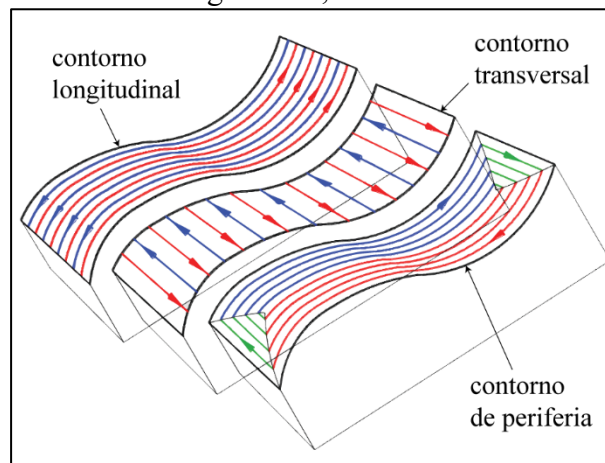 contorno
longitudinal
contorno
transversal
contorno
de periferia